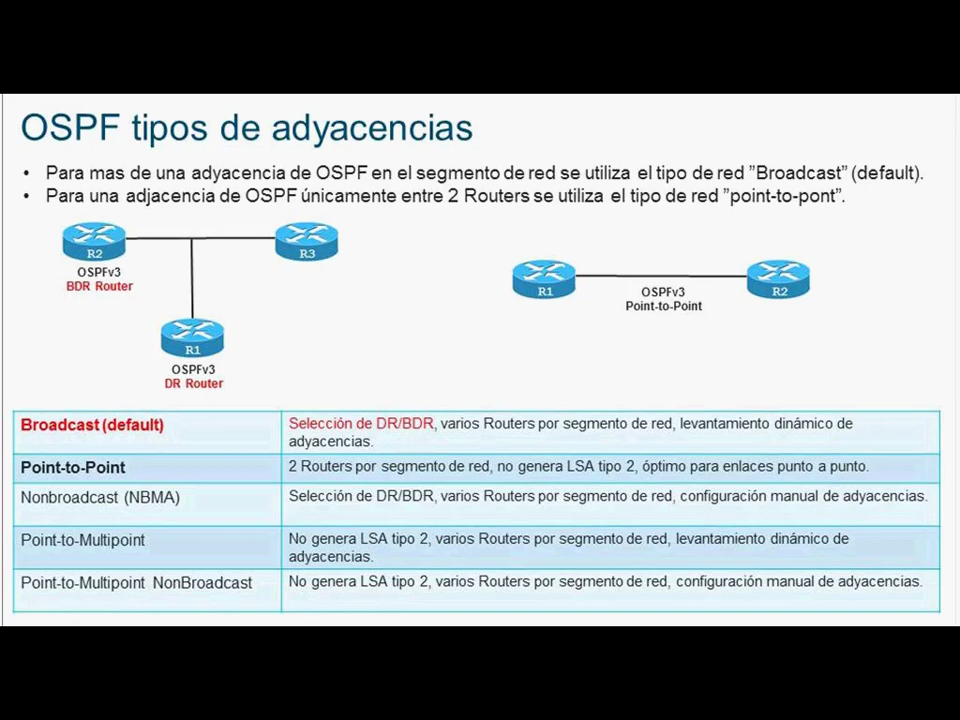 OSPF tipos de adyacencias
• Para mas de una adyacencia de OSPF en el segmento de red se utiliza el tipo de red ”Broadcast” (default).
• Para una adjacencia de OSPF únicamente entre 2 Routers se utiliza el tipo de red ”point-to-pont”.
R2
OSPFv3
BDR Router
R3
R1
OSPFv3
DR Router
R1
OSPFv3
Point-to-Point
R2
Broadcast (default)
Selección de DR/BDR, varios Routers por segmento de red, levantamiento dinámico de
adyacencias.
Point-to-Point
2 Routers por segmento de red, no genera LSA tipo 2, óptimo para enlaces punto a punto.
Nonbroadcast (NBMA)
Selección de DR/BDR, varios Routers por segmento de red, configuración manual de adyacencias.
Point-to-Multipoint
No genera LSA tipo 2, varios Routers por segmento de red, levantamiento dinámico de
adyacencias.
Point-to-Multipoint NonBroadcast
No genera LSA tipo 2, varios Routers por segmento de red, configuración manual de adyacencias.